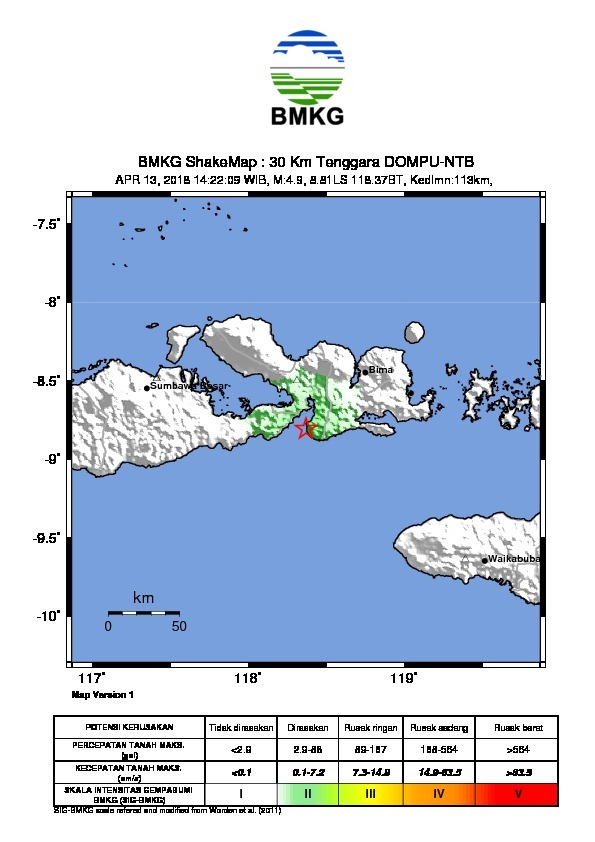 BMKG
BMKG ShakeMap : 30 Km Tenggara DOMPU-NTB
APR 13, 2018 14:22:09 WIB, M:4.9, 8.81LS 118.37BT, Kedlmn:113km,
-7.5˚
-8˚
-8.5˚
-9˚
-9.5˚
-10˚
Bima
Sumbawa Besar
Waikabuba
km
0 50
117˚ 118˚ 119˚
Map Version 1
POTENSI KERUSAKAN Tidak dirasakan Dirasakan Rusak ringan Rusak sedang Rusak berat
PERCEPATAN TANAH MAKS. (gal) <2.9 2.9-88 89-167 168-564 >564
KECEPATAN TANAH MAKS. (cm/s) <0.1 0.1-7.2 7.3-14.9 14.9-63.5 >63.5
SKALA INTENSITAS GEMPABUMI BMKG (SIG-BMKG) I II III IV V
SIG-BMKG scale refered and modified from Worden et al. (2011)